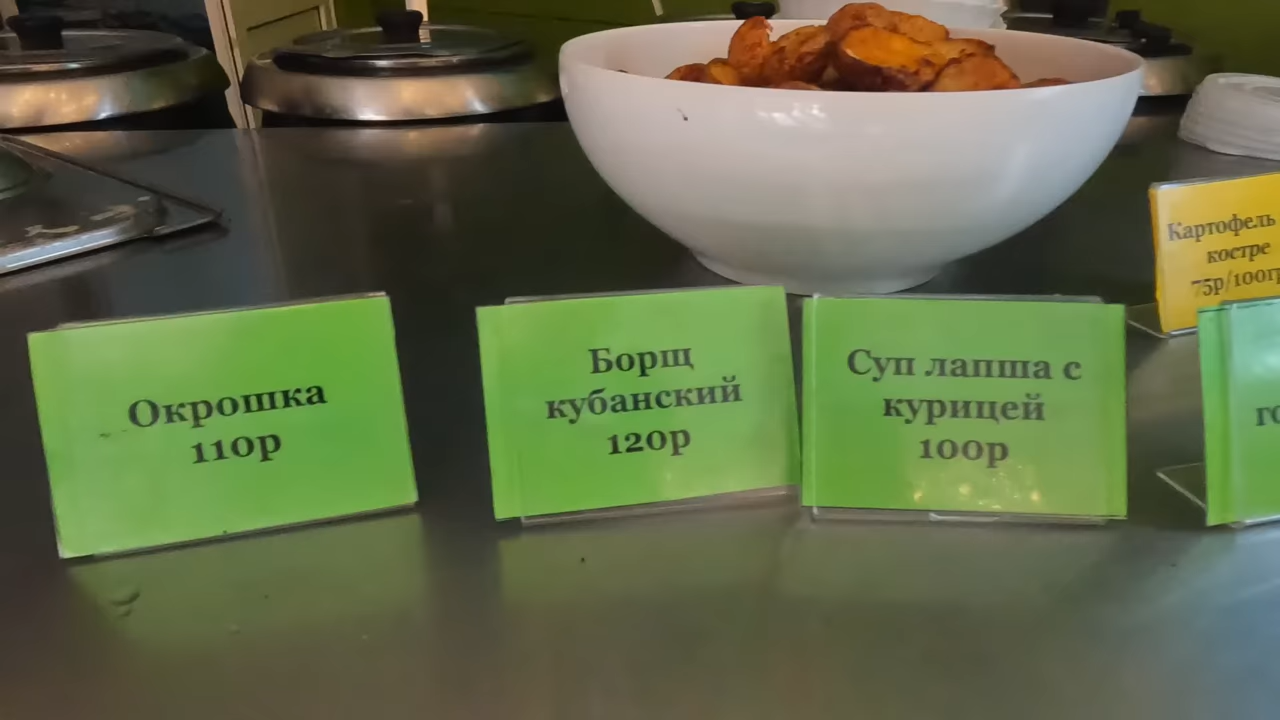 Окрошка
110р
Борщ
кубанский
120р
Суп лапша с
курицей
100р
Картофель
костре
75р/100гр